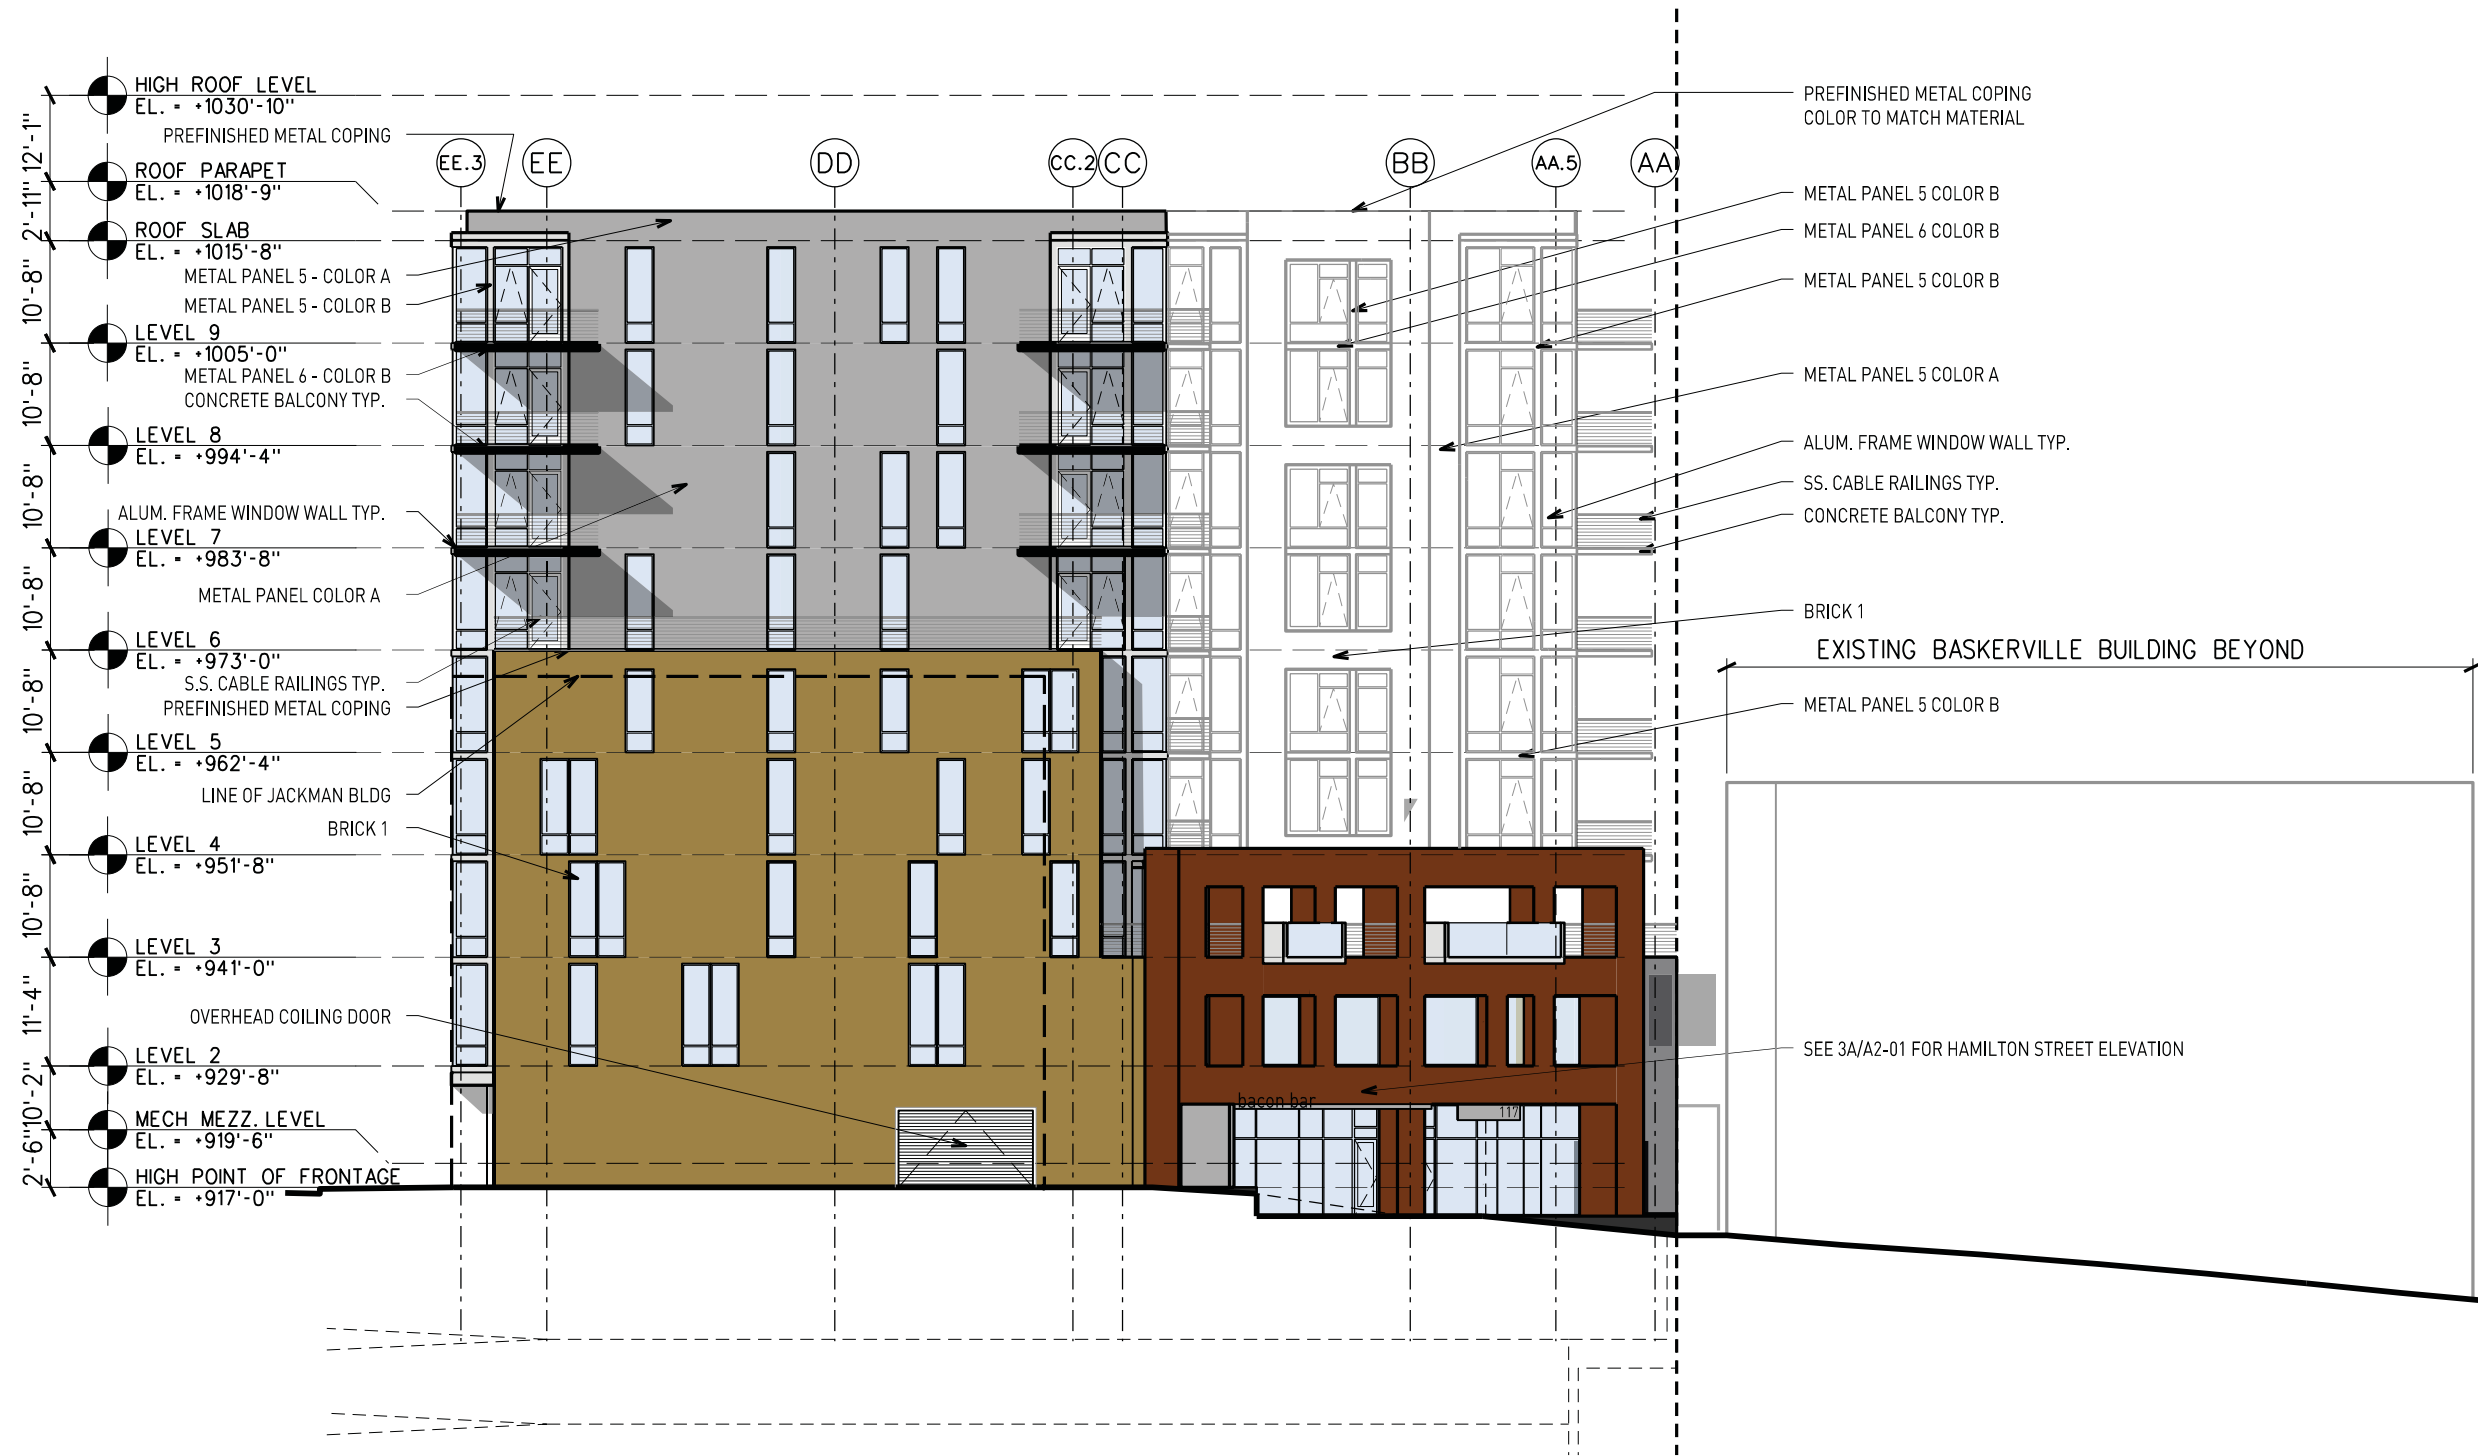 HIGH ROOF LEVEL
EL. = +1030'-10"
PREFINISHED METAL COPING
ROOF PARAPET
EL. = +1018'-9"
ROOF SLAB
EL. = +1015'-8"
METAL PANEL 5 - COLOR A
METAL PANEL 5 - COLOR B
LEVEL 9
EL. = +1005'-0"
METAL PANEL 6 - COLOR B
CONCRETE BALCONY TYP.
LEVEL 8
EL. = +994'-4"
ALUM. FRAME WINDOW WALL TYP.
LEVEL 7
EL. = +983'-8"
METAL PANEL COLOR A
LEVEL 6
EL. = +973'-0"
S.S. CABLE RAILINGS TYP.
PREFINISHED METAL COPING
LEVEL 5
EL. = +962'-4"
LINE OF JACKMAN BLDG
BRICK 1
LEVEL 4
EL. = +951'-8"
LEVEL 3
EL. = +941'-0"
OVERHEAD COILING DOOR
LEVEL 2
EL. = +929'-8"
MECH MEZZ. LEVEL
EL. = +919'-6"
HIGH POINT OF FRONTAGE
EL. = +917'-0"
12'-1"
2'-11"
10'-8"
10'-8"
10'-8"
10'-8"
10'-8"
10'-8"
10'-8"
11'-4"
10'-2"
2'-6"
EE.3
EE
DD
CC.2
CC
BB
AA.5
AA
bacon bar
117
PREFINISHED METAL COPING
COLOR TO MATCH MATERIAL
METAL PANEL 5 COLOR B
METAL PANEL 6 COLOR B
METAL PANEL 5 COLOR B
METAL PANEL 5 COLOR A
ALUM. FRAME WINDOW WALL TYP.
SS. CABLE RAILINGS TYP.
CONCRETE BALCONY TYP.
BRICK 1
EXISTING BASKERVILLE BUILDING BEYOND
METAL PANEL 5 COLOR B
SEE 3A/A2-01 FOR HAMILTON STREET ELEVATION